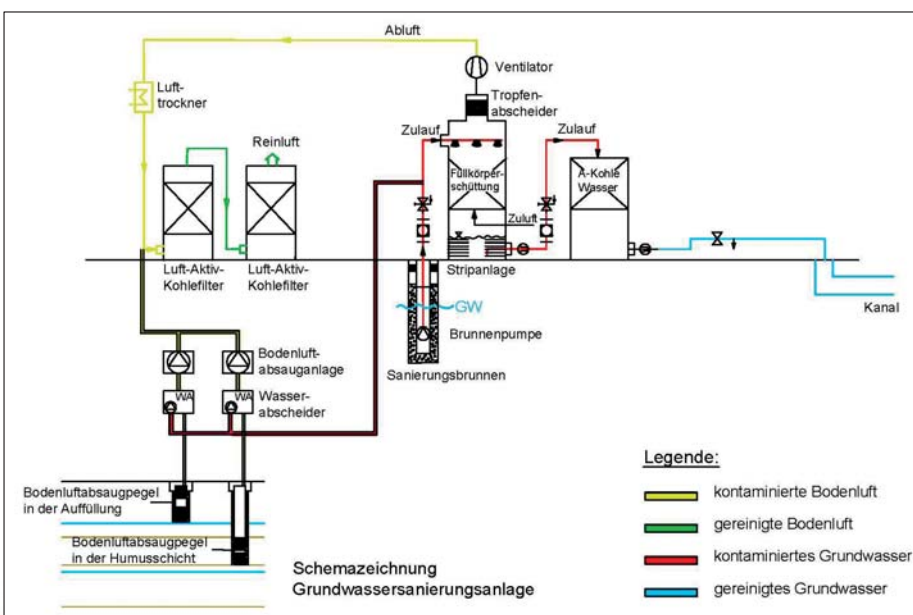 Abluft
Ventilator
Luft-
trockner
Tropfen-
abscheider
Reinluft
Zulauf
Zulauf
Füllkörper-
schüttung
A-Kohle
Wasser
Zuluft
Luft-Aktiv-
Kohlefilter
Luft-Aktiv-
Kohlefilter
Stripanlage
GW
Kanal
Brunnenpumpe
Bodenluft-
absauganlage
Sanierungsbrunnen
WA
WA
Wasser-
abscheider
Legende:
Bodenluftabsaugpegel
in der Auffüllung
kontaminierte Bodenluft
gereinigte Bodenluft
Bodenluftabsaugpegel
in der Humusschicht
kontaminiertes Grundwasser
Schemazeichnung
Grundwassersanierungsanlage
gereinigtes Grundwasser